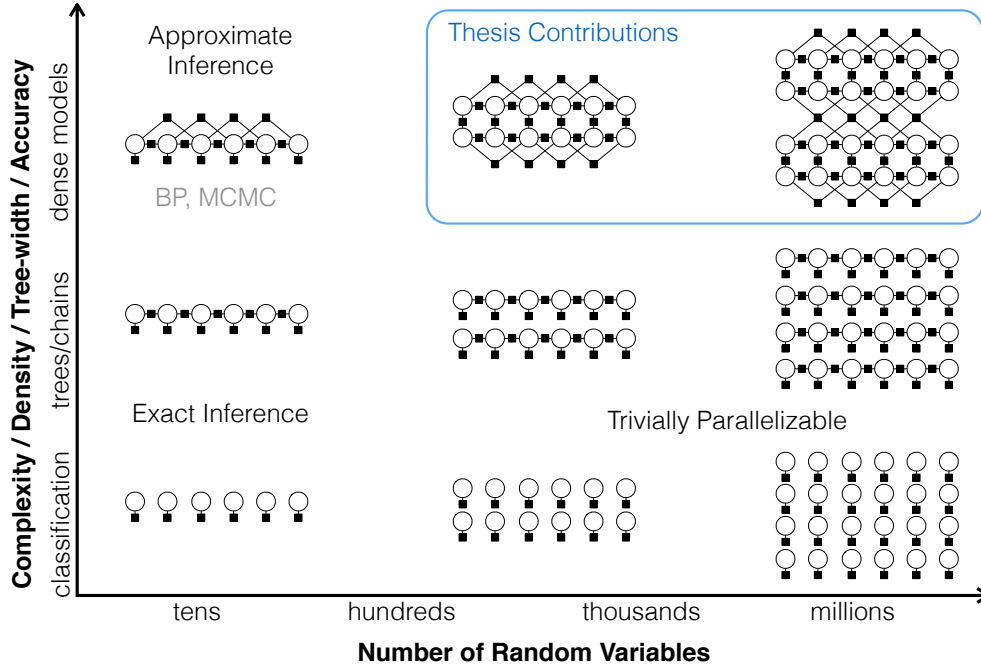 Complexity / Density / Tree-width / Accuracy
dense models
trees/chains
classification
Approximate
Inference
Thesis Contributions
BP, MCMC
Exact Inference
Trivially Parallelizable
tens
hundreds
thousands
millions
Number of Random Variables